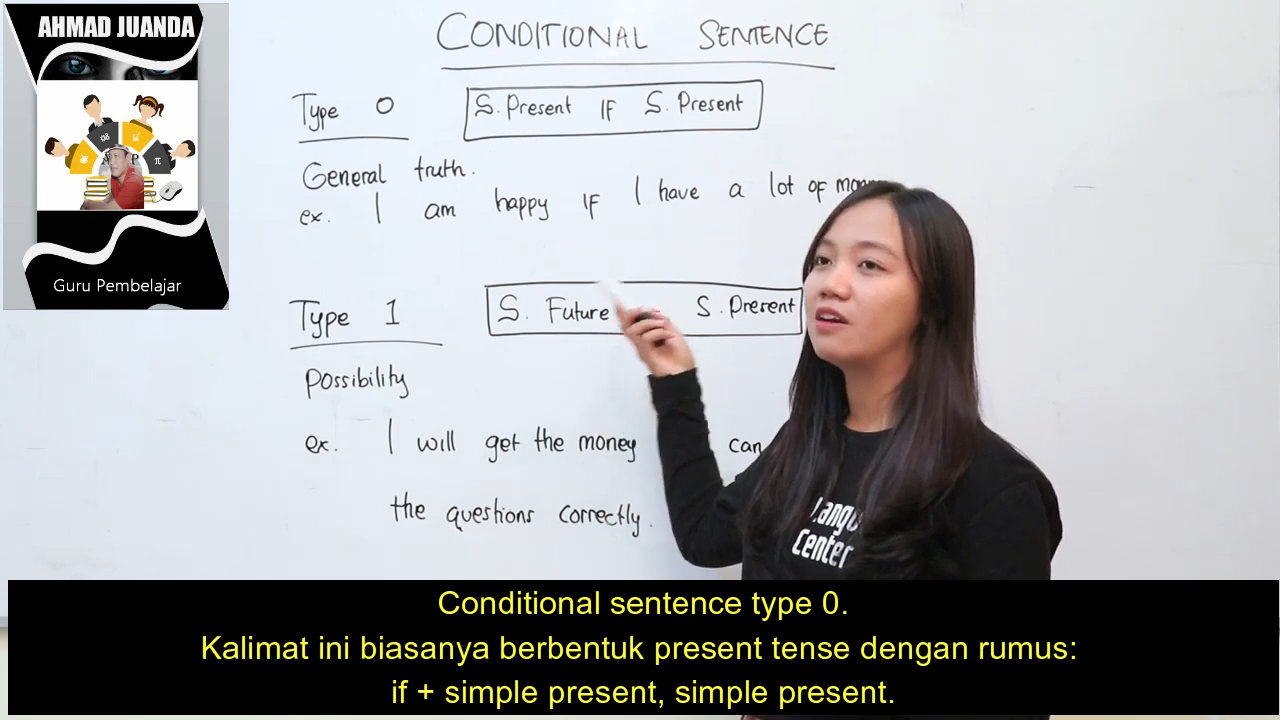 AHMAD JUANDA
Guru Pembelajar
CONDITIONAL SENTENCE
Type 0
S. Present IF S. Present
General truth.
ex. I am happy IF I have a lot of money
Type 1
S. Future S. Present
Possibility
ex. I will get the money can
the questions correctly.
Center
Conditional sentence type 0.
Kalimat ini biasanya berbentuk present tense dengan rumus:
if + simple present, simple present.